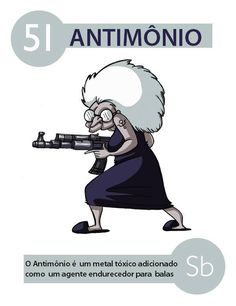 51 ANTIMÔNIO
O Antimônio é um metal tóxico adicionado
como um agente endurecedor para balas
Sb